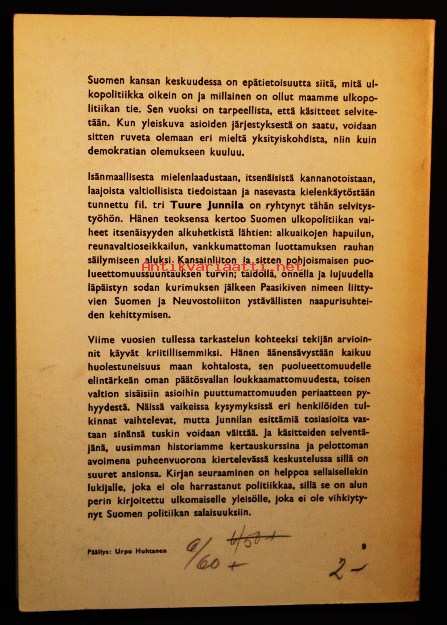 Suomen kansan keskuudessa on epätietoisuutta siitä, mitä ul-
kopolitiikka oikein on ja millainen on ollut maamme ulkopo-
litiikan tie. Sen vuoksi on tarpeellista, että käsitteet selvite-
tään. Kun yleiskuva asioiden järjestyksestä on saatu, voidaan
sitten ruveta olemaan eri mieltä yksityiskohdista, niin kuin
demokratian olemukseen kuuluu.
Isänmaallisesta mielenlaadustaan, itsenäisistä kannanotoistaan,
laajoista valtiollisista tiedoistaan ja nasevasta kielenkäytöstään
tunnettu fil. tri Tuure Junnila on ryhtynyt tähän selvitys-
työhön. Hänen teoksensa kertoo Suomen ulkopolitiikan vai-
heet itsenäisyyden alkuhetkistä lähtien: alkuaikojen hapuilun,
reunavaltioseikkailun, vankkumattoman luottamuksen rauhan
säilymiseen aluksi Kansainliiton ja sitten pohjoismaisen puo-
lueettomuussuuntauksen turvin; taidolla, onnella ja lujuudella
läpäistyn sodan kurimuksen jälkeen Paasikiven nimeen liitty-
vien Suomen ja Neuvostoliiton ystävällisten naapurisuhtei-
den kehittymisen.
Antikvariaatti.net
Viime vuosien tullessa tarkastelun kohteeksi tekijän arvioin-
nit käyvät kriitillisemmiksi. Hänen äänensävystään kaikuu
huolestuneisuus maan kohtalosta, sen puolueettomuudelle
elintärkeän oman päätösvallan loukkaamattomuudesta, toisen
valtion sisäisiin asioihin puuttumattomuuden periaatteen py-
hyydestä. Näissä vaikeissa kysymyksissä eri henkilöiden tul-
kinnat vaihtelevat, mutta Junnilan esittämiä tosiasioita vas-
taan sinänsä tuskin voidaan väittää. Ja käsitteiden selventä-
jänä, uusimman historiamme kertauskurssina ja pelottoman
avoimena puheenvuorona kiertelevässä keskustelussa sillä on
suuret ansionsa. Kirjan seuraaminen on helppoa sellaisellekin
lukijalle, joka ei ole harrastanut politiikkaa, sillä se on alun
perin kirjoitettu ulkomaiselle yleisölle, joka ei ole vihkiyty-
nyt Suomen politiikan salaisuuksiin.
Päällys: Urpo Huhtanen
9
6/60 +
2-